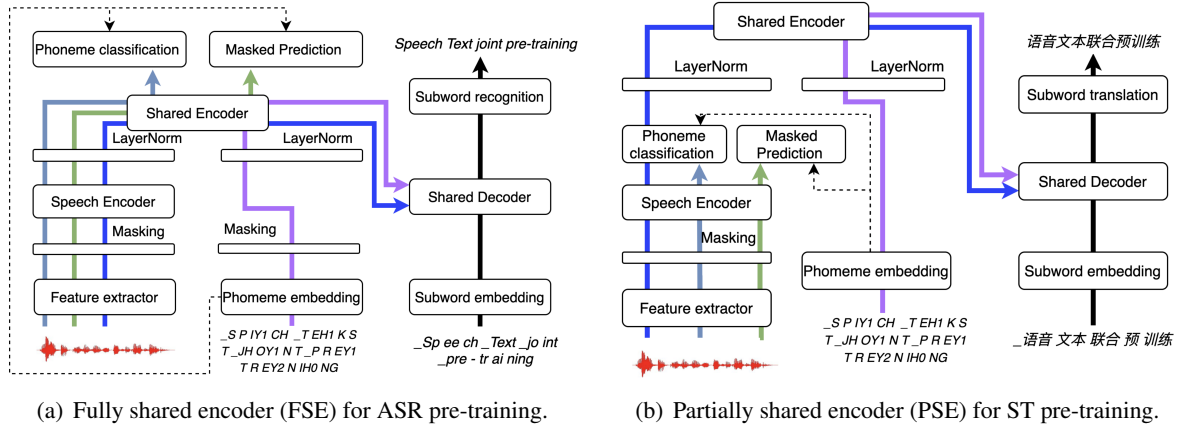 Phoneme classification
Masked Prediction
Speech Text joint pre-training
Subword recognition
Shared Encoder
LayerNorm
LayerNorm
Speech Encoder
Shared Decoder
Masking
Masking
Feature extractor
Phomeme embedding
Subword embedding
_S P IY1 CH _T EH1 K S
T _JH OY1 N T _P R EY1
T R EY2 N IH0 NG
_Sp ee ch _Text _jo int
_pre - tr ai ning
(a) Fully shared encoder (FSE) for ASR pre-training.
Shared Encoder
语音文本联合预训练
LayerNorm
LayerNorm
Subword translation
Phoneme
classification
Masked
Prediction
Speech Encoder
Shared Decoder
Masking
Phomeme embedding
Subword embedding
Feature extractor
_S P IY1 CH _T EH1 K S
T _JH OY1 N T _P R EY1
T R EY2 N IH0 NG
_语音 文本 联合 预 训练
(b) Partially shared encoder (PSE) for ST pre-training.